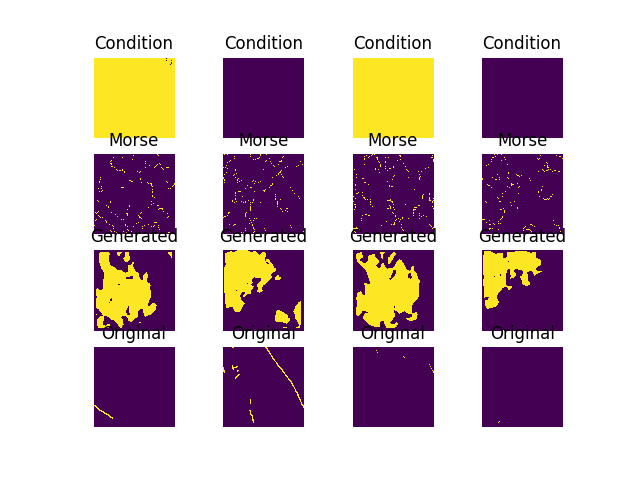 Condition Condition Condition Condition
Morse Morse Morse Morse
Generated Generated Generated Generated
Original Original Original Original